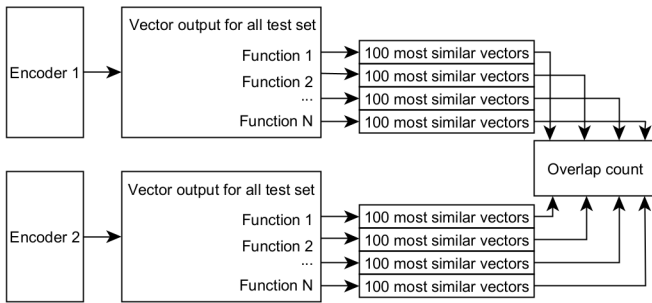 Encoder 1
Vector output for all test set
Function 1
Function 2
...
Function N
100 most similar vectors
100 most similar vectors
100 most similar vectors
100 most similar vectors
Overlap count
Encoder 2
Vector output for all test set
Function 1
Function 2
...
Function N
100 most similar vectors
100 most similar vectors
100 most similar vectors
100 most similar vectors